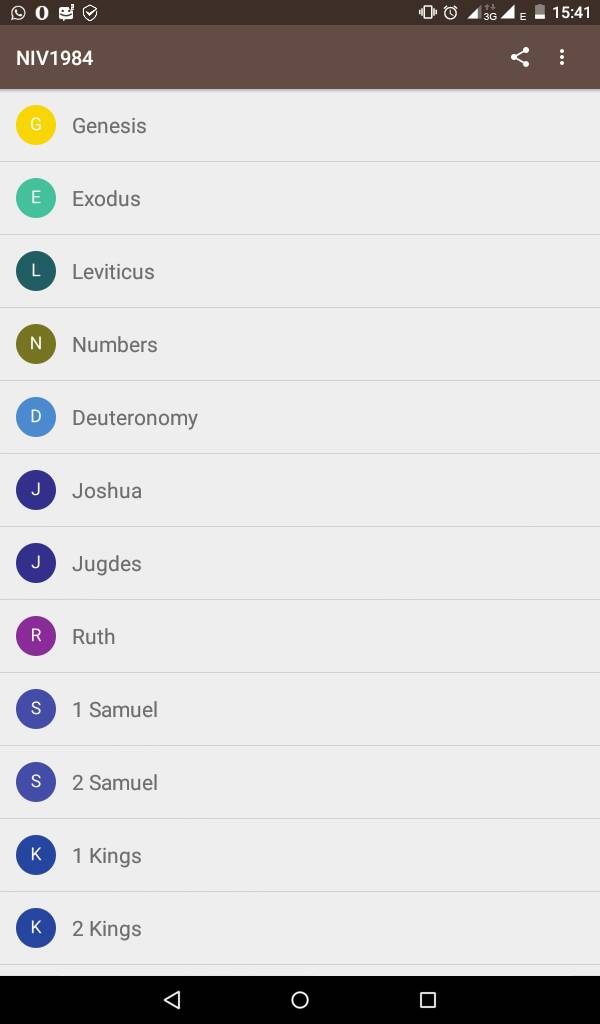 3G E 15:41
NIV1984
G Genesis
E Exodus
L Leviticus
N Numbers
D Deuteronomy
J Joshua
J Jugdes
R Ruth
S 1 Samuel
S 2 Samuel
K 1 Kings
K 2 Kings